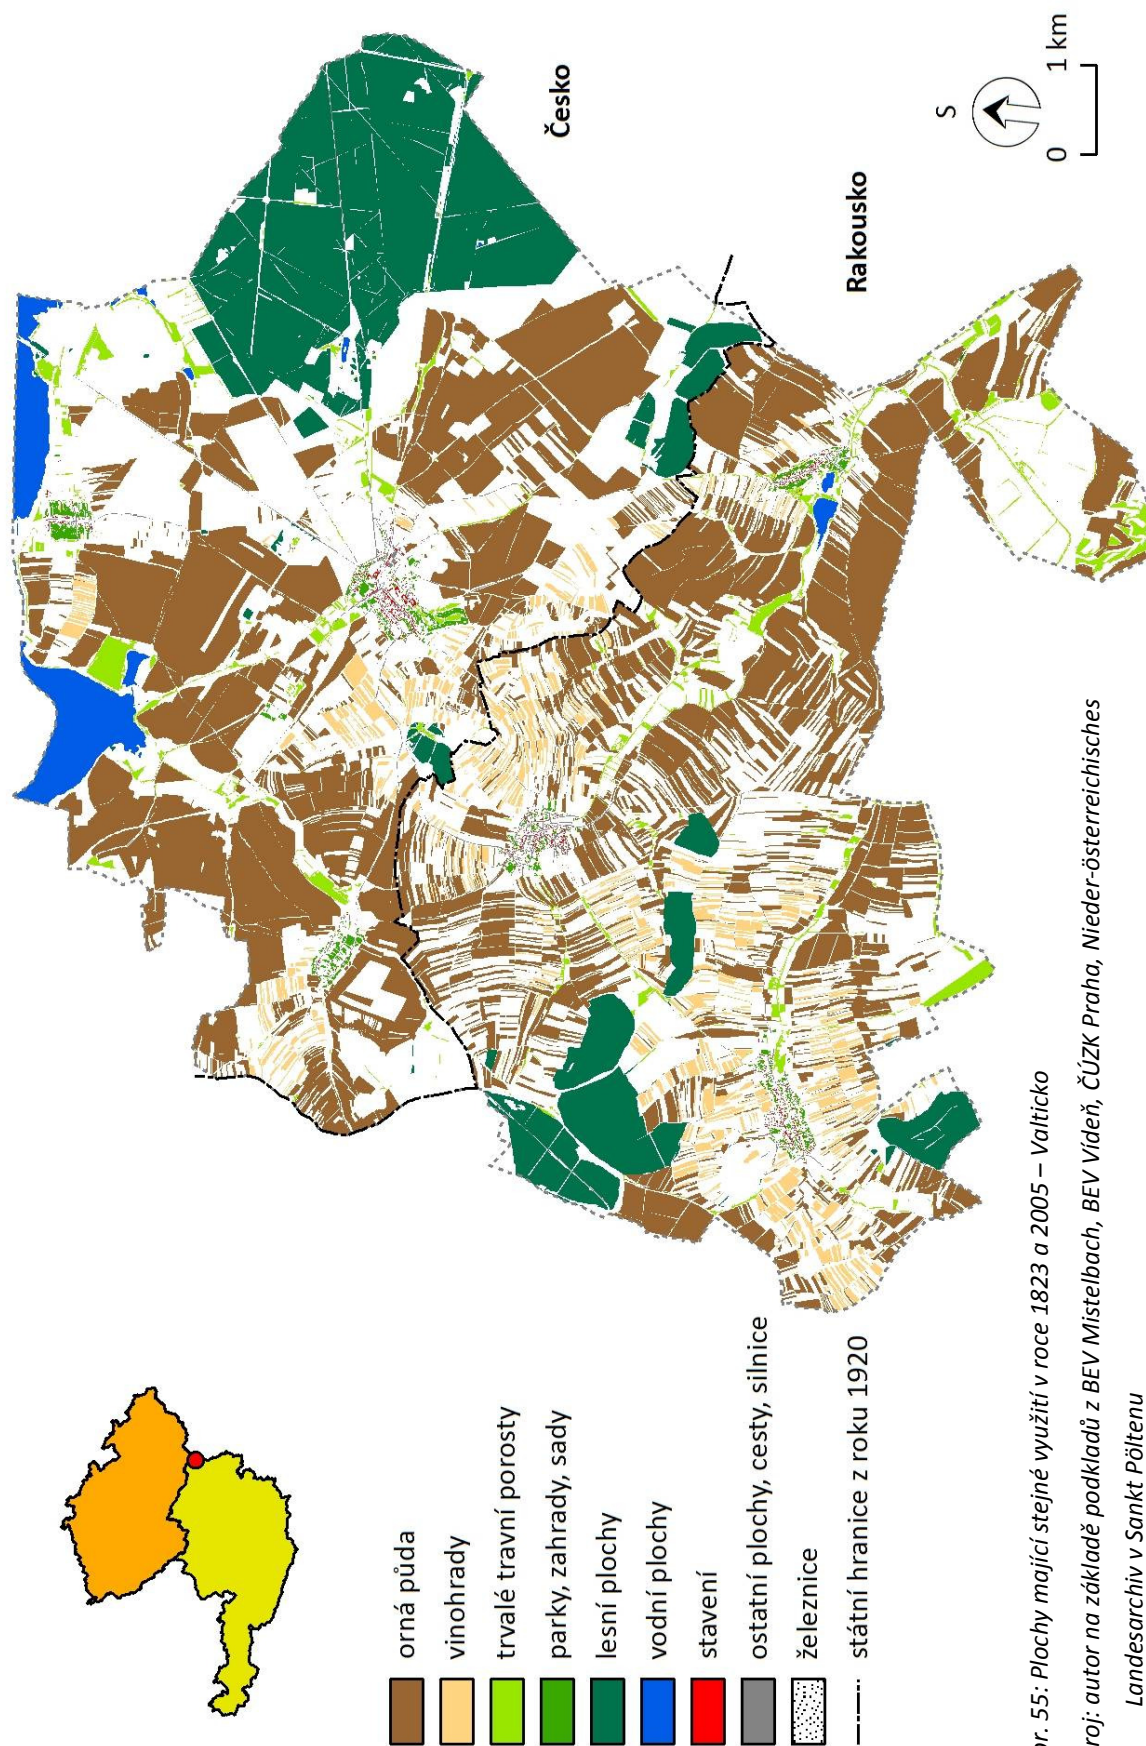 Česko
Rakousko
S
0 1 km
orná půda
vinohrady
trvalé travní porosty
parky, zahrady, sady
lesní plochy
vodní plochy
stavení
ostatní plochy, cesty, silnice
železnice
státní hranice z roku 1920
r. 55: Plochy mající stejné využití v roce 1823 a 2005 – Valticko
roj: autor na základě podkladů z BEV Mistelbach, BEV Vídeň, ČÚZK Praha, Nieder-österreichisches
Landesarchiv v Sankt Pöltenu